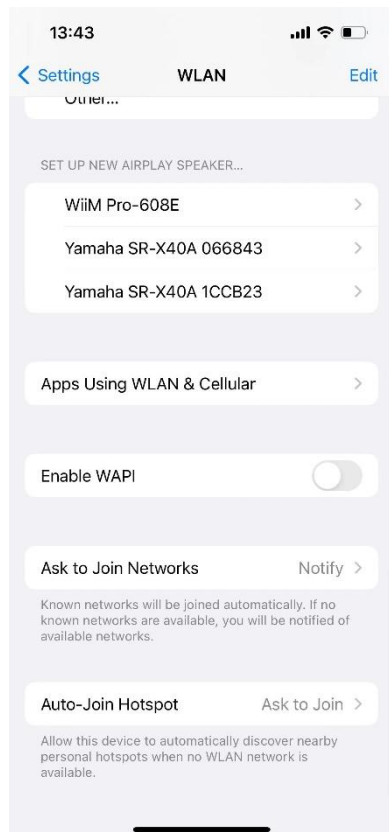 13:43
Settings WLAN Edit
Other...
SET UP NEW AIRPLAY SPEAKER...
WiiM Pro-608E
Yamaha SR-X40A 066843
Yamaha SR-X40A 1CCB23
Apps Using WLAN & Cellular
Enable WAPI
Ask to Join Networks Notify
Known networks will be joined automatically. If no
known networks are available, you will be notified of
available networks.
Auto-Join Hotspot Ask to Join
Allow this device to automatically discover nearby
personal hotspots when no WLAN network is
available.